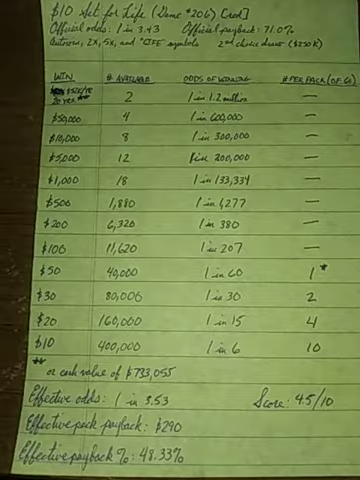 $10 Set for Life (Game #206) [red]
Official odds: 1 in 3.43 Official payback: 71.0%
Autowin, 2X, 5X, and "LIFE" symbols 2nd chance draw ($250K)
WIN # AVAILABLE ODDS OF WINNING # PER PACK (OF 60)
$52K/YR
20 YRS ** 2 1 in 1.2 million —
$50,000 4 1 in 600,000 —
$10,000 8 1 in 300,000 —
$5,000 12 1 in 200,000 —
$1,000 18 1 in 133,334 —
$500 1,880 1 in 1,277 —
$200 6,320 1 in 380 —
$100 11,620 1 in 207 —
$50 40,000 1 in 60 1*
$30 80,006 1 in 30 2
$20 160,000 1 in 15 4
$10 400,000 1 in 6 10
**
or cash value of $733,055
Effective odds: 1 in 3.53 Score: 4.5/10
Effective pack payback: $290
Effective payback %: 48.33%